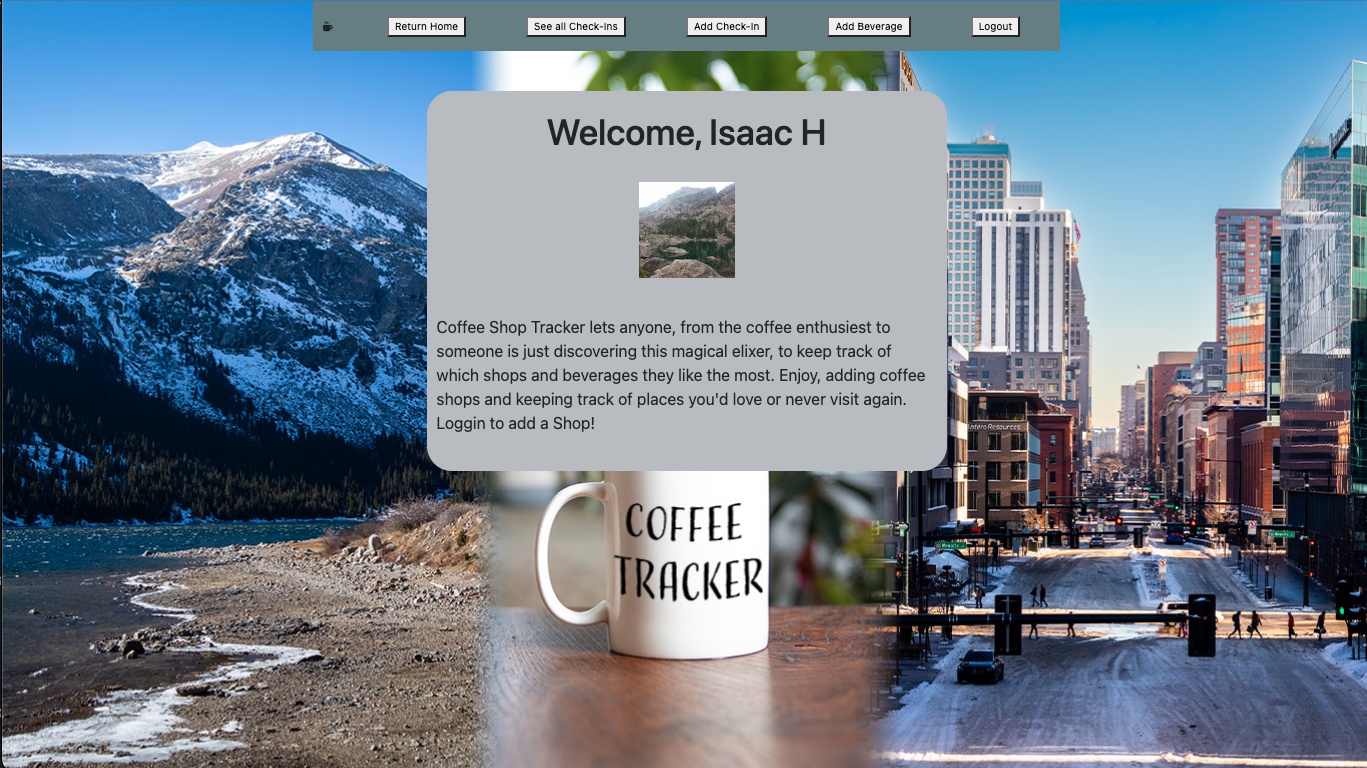 Return Home
See all Check-Ins
Add Check-In
Add Beverage
Logout
Welcome, Isaac H
Coffee Shop Tracker lets anyone, from the coffee enthusiest to
someone is just discovering this magical elixer, to keep track of
which shops and beverages they like the most. Enjoy, adding coffee
shops and keeping track of places you'd love or never visit again.
Loggin to add a Shop!
Antero Resources
COFFEE
TRACKER